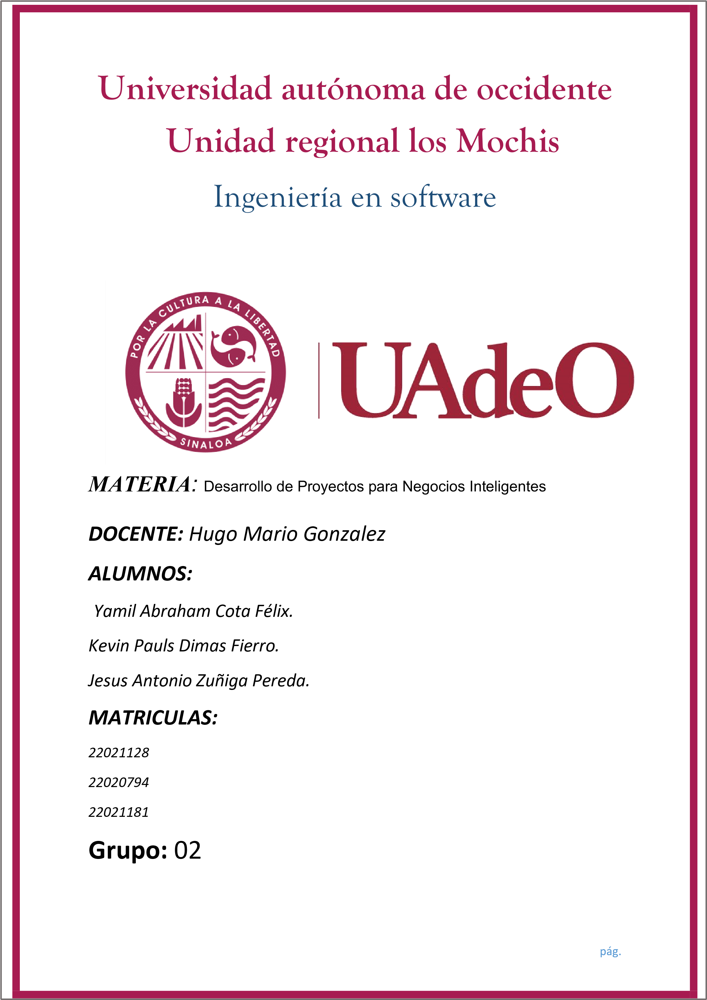 Universidad autónoma de occidente
Unidad regional los Mochis
Ingeniería en software
POR LA CULTURA A LA LIBERTAD
SINALOA
UAdeO
MATERIA: Desarrollo de Proyectos para Negocios Inteligentes
DOCENTE: Hugo Mario Gonzalez
ALUMNOS:
Yamil Abraham Cota Félix.
Kevin Pauls Dimas Fierro.
Jesus Antonio Zuñiga Pereda.
MATRICULAS:
22021128
22020794
22021181
Grupo: 02
pág.